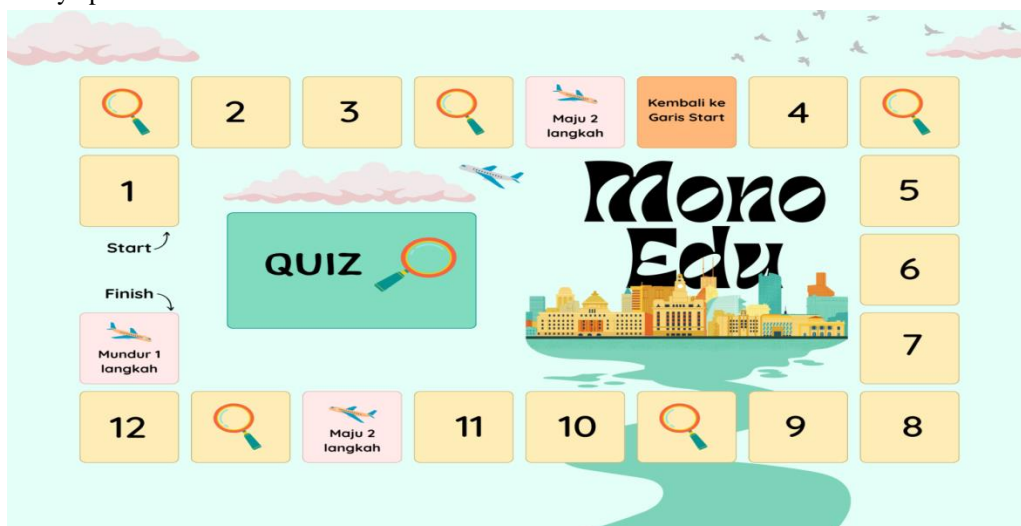 2
3
Maju 2
langkah
Kembali ke
Garis Start
4
1
Start
QUIZ
Mono
Edu
5
6
7
Finish
Mundur 1
langkah
12
Maju 2
langkah
11
10
9
8